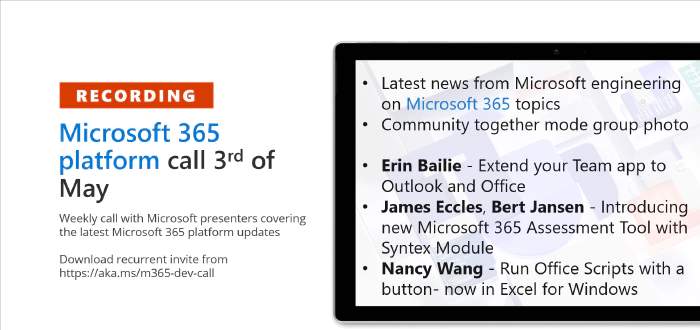 RECORDING
Microsoft 365
platform call 3rd of
May
Weekly call with Microsoft presenters covering
the latest Microsoft 365 platform updates
Download recurrent invite from
https://aka.ms/m365-dev-call
• Latest news from Microsoft engineering
on Microsoft 365 topics
• Community together mode group photo
• Erin Bailie - Extend your Team app to
Outlook and Office
• James Eccles, Bert Jansen - Introducing
new Microsoft 365 Assessment Tool with
Syntex Module
• Nancy Wang - Run Office Scripts with a
button- now in Excel for Windows